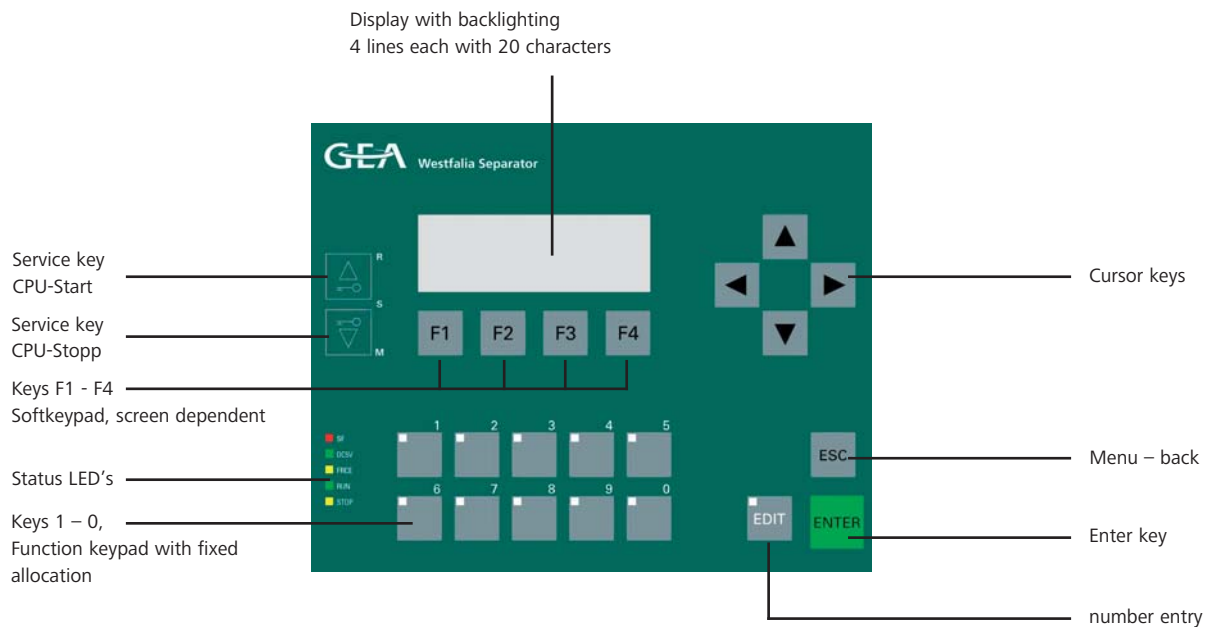 Display with backlighting
4 lines each with 20 characters
GEA Westfalia Separator
Service key
CPU-Start
R
S
Service key
CPU-Stopp
M
Cursor keys
F1 F2 F3 F4
Keys F1 - F4
Softkeypad, screen dependent
1 2 3 4 5
SF
DC5V
FRCE
RUN
STOP
Status LED's
ESC
Menu – back
6 7 8 9 0
Keys 1 – 0,
Function keypad with fixed
allocation
EDIT ENTER
Enter key
number entry